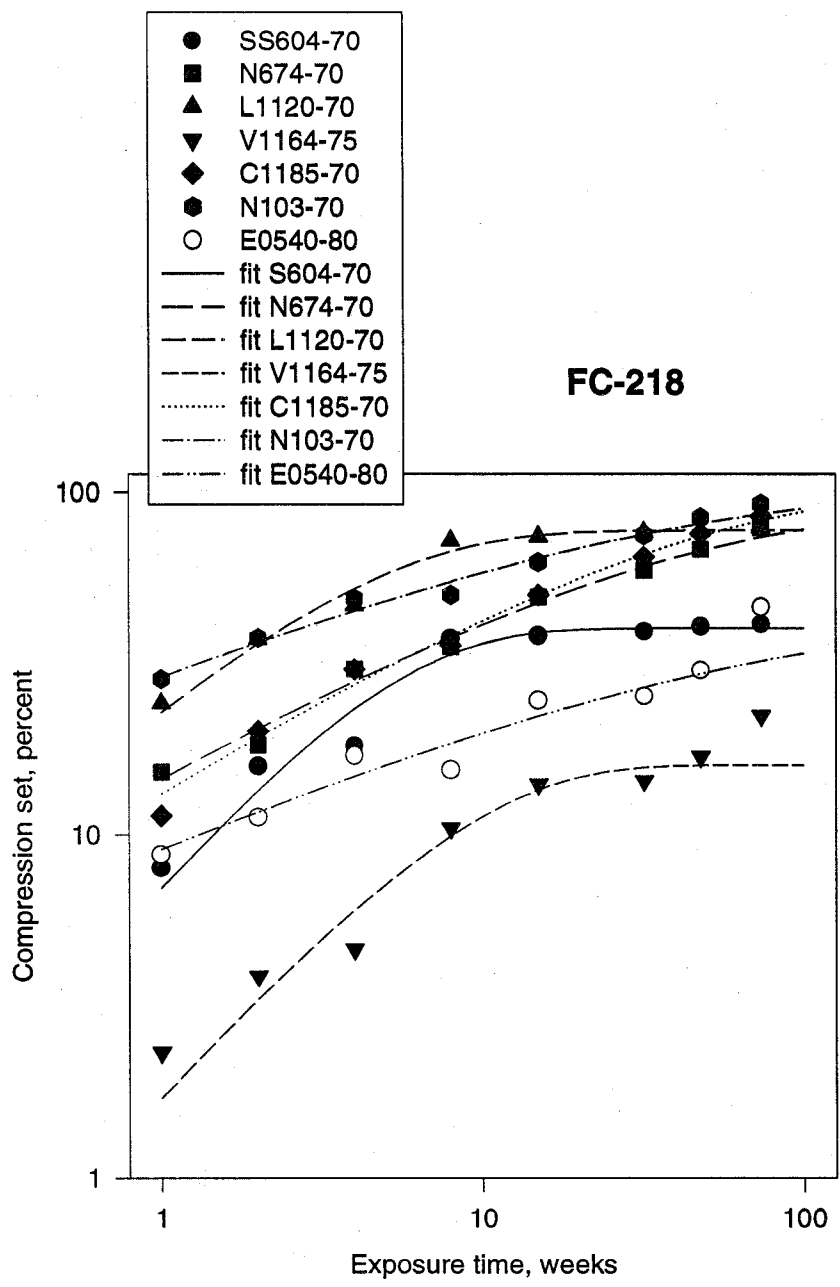 SS604-70
N674-70
L1120-70
V1164-75
C1185-70
N103-70
E0540-80
fit S604-70
fit N674-70
fit L1120-70
fit V1164-75
fit C1185-70
fit N103-70
fit E0540-80
FC-218
100
10
1
Compression set, percent
1
10
100
Exposure time, weeks